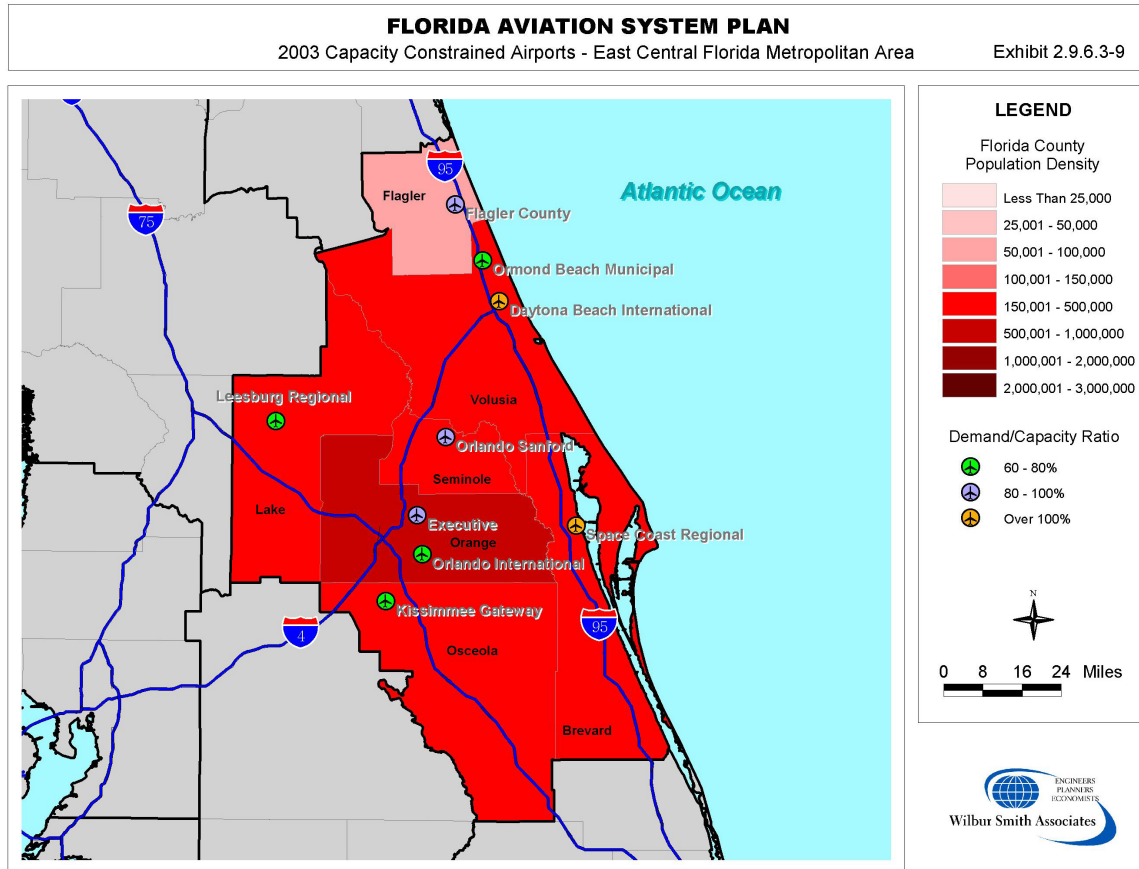 FLORIDA AVIATION SYSTEM PLAN
2003 Capacity Constrained Airports - East Central Florida Metropolitan Area
Exhibit 2.9.6.3-9
95
Flagler
Flagler County
75
Atlantic Ocean
Ormond Beach Municipal
Daytona Beach International
Leesburg Regional
Volusia
Orlando Sanford
Seminole
Lake
Executive
Orange
Space Coast Regional
Orlando International
Kissimmee Gateway
4
95
Osceola
Brevard
LEGEND
Florida County
Population Density
Less Than 25,000
25,001 - 50,000
50,001 - 100,000
100,001 - 150,000
150,001 - 500,000
500,001 - 1,000,000
1,000,001 - 2,000,000
2,000,001 - 3,000,000
Demand/Capacity Ratio
60 - 80%
80 - 100%
Over 100%
N
0 8 16 24 Miles
ENGINEERS
PLANNERS
ECONOMISTS
Wilbur Smith Associates